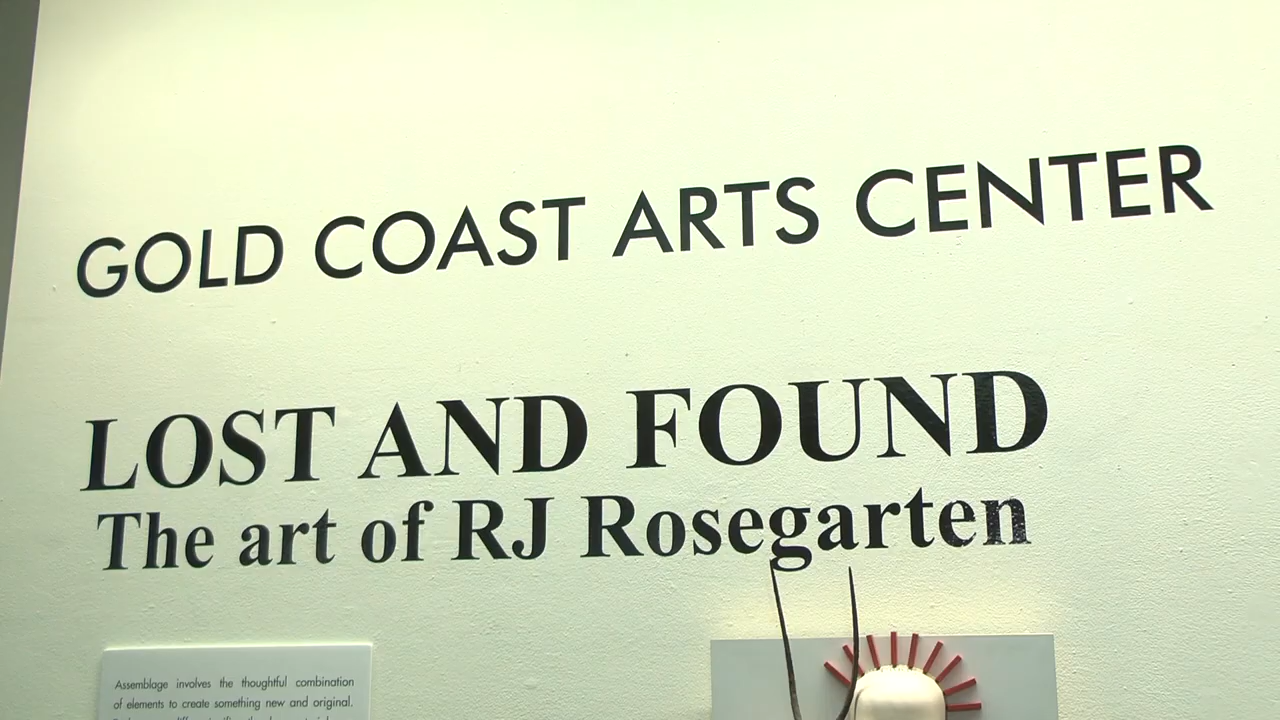 GOLD COAST ARTS CENTER
LOST AND FOUND
The art of RJ Rosegarten
Assemblage involves the thoughtful combination
of elements to create something new and original.